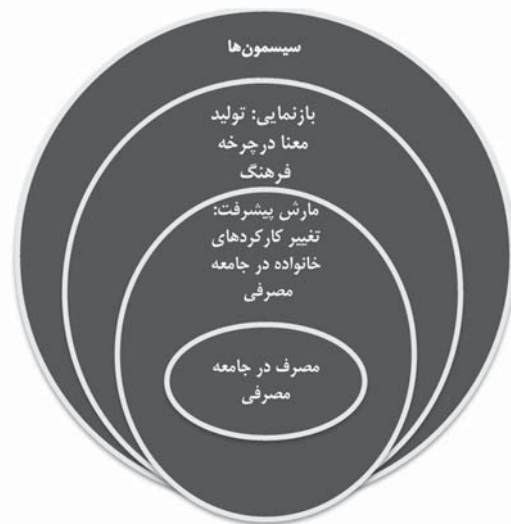 سیسمون‌ها
بازنمایی: تولید
معنا درچرخه
فرهنگ
مارش پیشرفت:
تغییر کارکردهای
خانواده در جامعه
مصرفی
مصرف در جامعه
مصرفی